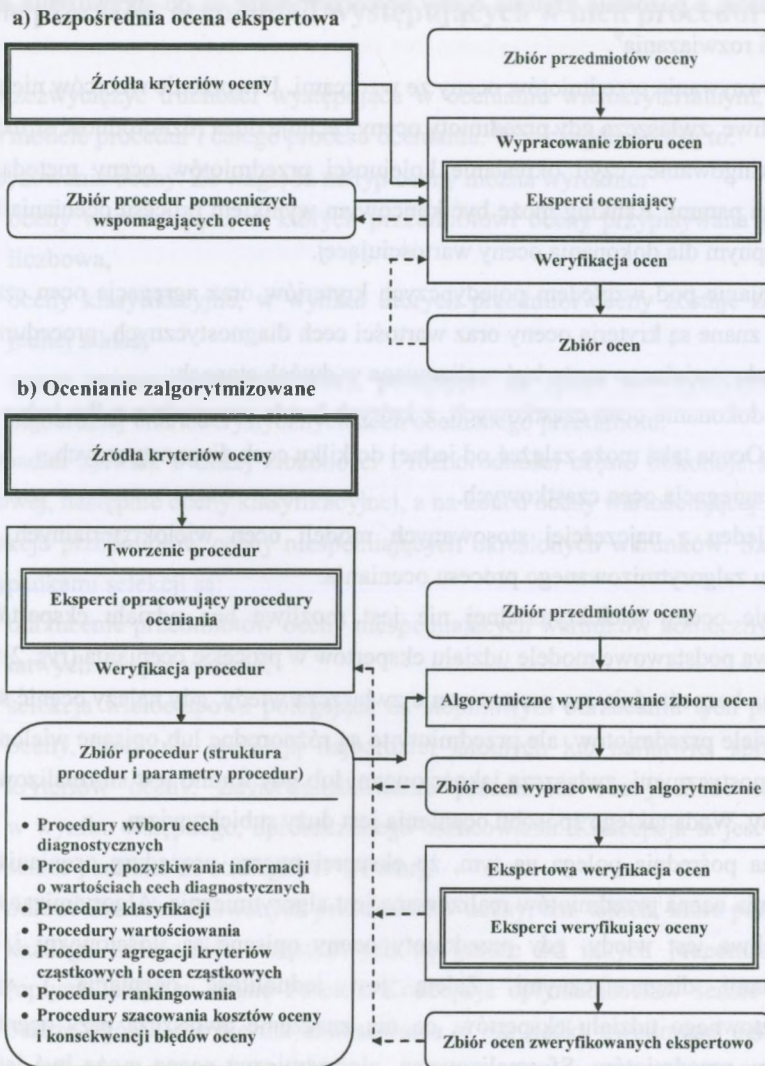 a) Bezpośrednia ocena ekspertowa
Źródła kryteriów oceny
Zbiór przedmiotów oceny
Wypracowanie zbioru ocen
Zbiór procedur pomocniczych
wspomagających ocenę
Eksperci oceniający
Weryfikacja ocen
Zbiór ocen
b) Ocenianie zalgorytmizowane
Źródła kryteriów oceny
Tworzenie procedur
Eksperci opracowujący procedury
oceniania
Weryfikacja procedur
Zbiór procedur (struktura
procedur i parametry procedur)
• Procedury wyboru cech
diagnostycznych
• Procedury pozyskiwania informacji
o wartościach cech diagnostycznych
• Procedury klasyfikacji
• Procedury wartościowania
• Procedury agregacji kryteriów
cząstkowych i ocen cząstkowych
• Procedury rankingowania
• Procedury szacowania kosztów oceny
i konsekwencji błędów oceny
Zbiór przedmiotów oceny
Algorytmiczne wypracowanie zbioru ocen
Zbiór ocen wypracowanych algorytmicznie
Ekspertowa weryfikacja ocen
Eksperci weryfikujący oceny
Zbiór ocen zweryfikowanych ekspertowo